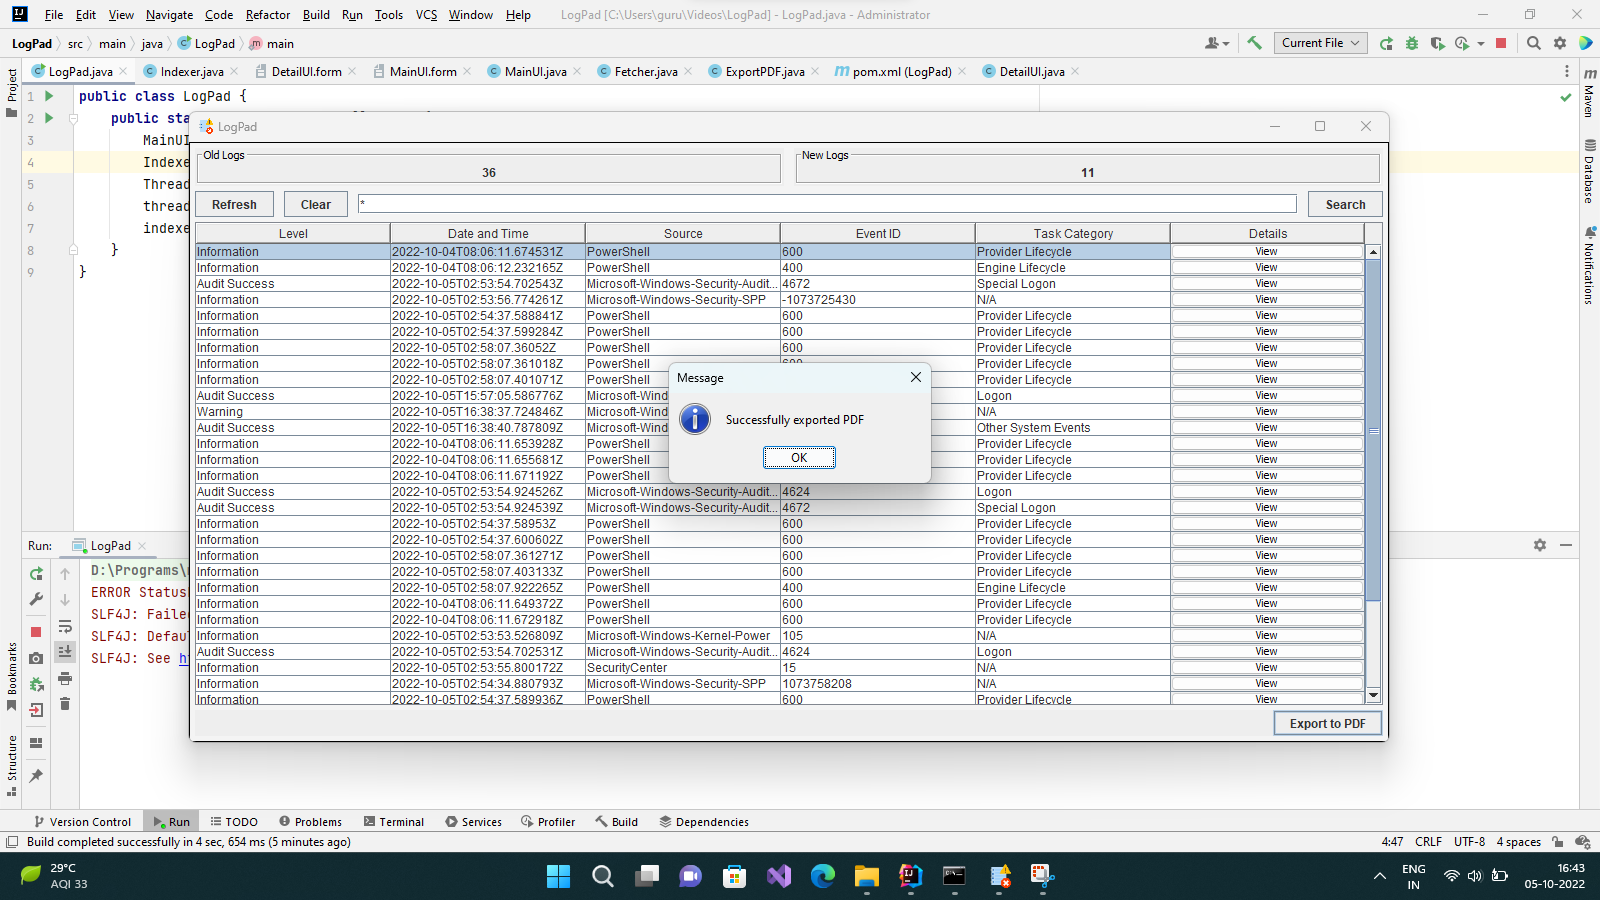 File Edit View Navigate Code Refactor Build Run Tools VCS Window Help LogPad [C:\Users\guru\Videos\LogPad] - LogPad.java - Administrator
LogPad src main java LogPad main Current File
LogPad.java Indexer.java DetailUI.form MainUI.form MainUI.java Fetcher.java ExportPDF.java pom.xml (LogPad) DetailUI.java
Project
Maven
Database
Notifications
Bookmarks
Structure
1 public class LogPad {
2 public sta
3 MainUI
4 Indexe
5 Thread
6 thread
7 indexe
8 }
9 }
LogPad
Old Logs New Logs
36 11
Refresh Clear * Search
Level Date and Time Source Event ID Task Category Details
Information 2022-10-04T08:06:11.674531Z PowerShell 600 Provider Lifecycle View
Information 2022-10-04T08:06:12.232165Z PowerShell 400 Engine Lifecycle View
Audit Success 2022-10-05T02:53:54.702543Z Microsoft-Windows-Security-Audit... 4672 Special Logon View
Information 2022-10-05T02:53:56.774261Z Microsoft-Windows-Security-SPP -1073725430 N/A View
Information 2022-10-05T02:54:37.588841Z PowerShell 600 Provider Lifecycle View
Information 2022-10-05T02:54:37.599284Z PowerShell 600 Provider Lifecycle View
Information 2022-10-05T02:58:07.36052Z PowerShell 600 Provider Lifecycle View
Information 2022-10-05T02:58:07.361018Z PowerShell Provider Lifecycle View
Information 2022-10-05T02:58:07.401071Z PowerShell Provider Lifecycle View
Audit Success 2022-10-05T15:57:05.586776Z Microsoft-Wind Logon View
Warning 2022-10-05T16:38:37.724846Z Microsoft-Wind N/A View
Audit Success 2022-10-05T16:38:40.787809Z Microsoft-Wind Other System Events View
Information 2022-10-04T08:06:11.653928Z PowerShell Provider Lifecycle View
Information 2022-10-04T08:06:11.655681Z PowerShell Provider Lifecycle View
Information 2022-10-04T08:06:11.671192Z PowerShell Provider Lifecycle View
Audit Success 2022-10-05T02:53:54.924526Z Microsoft-Windows-Security-Audit... 4624 Logon View
Audit Success 2022-10-05T02:53:54.924539Z Microsoft-Windows-Security-Audit... 4672 Special Logon View
Information 2022-10-05T02:54:37.58953Z PowerShell 600 Provider Lifecycle View
Information 2022-10-05T02:54:37.600602Z PowerShell 600 Provider Lifecycle View
Information 2022-10-05T02:58:07.361271Z PowerShell 600 Provider Lifecycle View
Information 2022-10-05T02:58:07.403133Z PowerShell 600 Provider Lifecycle View
Information 2022-10-05T02:58:07.922265Z PowerShell 400 Engine Lifecycle View
Information 2022-10-04T08:06:11.649372Z PowerShell 600 Provider Lifecycle View
Information 2022-10-04T08:06:11.672918Z PowerShell 600 Provider Lifecycle View
Information 2022-10-05T02:53:53.526809Z Microsoft-Windows-Kernel-Power 105 N/A View
Audit Success 2022-10-05T02:53:54.702531Z Microsoft-Windows-Security-Audit... 4624 Logon View
Information 2022-10-05T02:53:55.800172Z SecurityCenter 15 N/A View
Information 2022-10-05T02:54:34.880793Z Microsoft-Windows-Security-SPP 1073758208 N/A View
Information 2022-10-05T02:54:37.589936Z PowerShell 600 Provider Lifecycle View
Export to PDF
Message
Successfully exported PDF
OK
Run: LogPad
D:\Programs\
ERROR Status
SLF4J: Failed
SLF4J: Defau
SLF4J: See h
Version Control Run TODO Problems Terminal Services Profiler Build Dependencies
Build completed successfully in 4 sec, 654 ms (5 minutes ago) 4:47 CRLF UTF-8 4 spaces
29°C
AQI 33
ENG
IN
16:43
05-10-2022